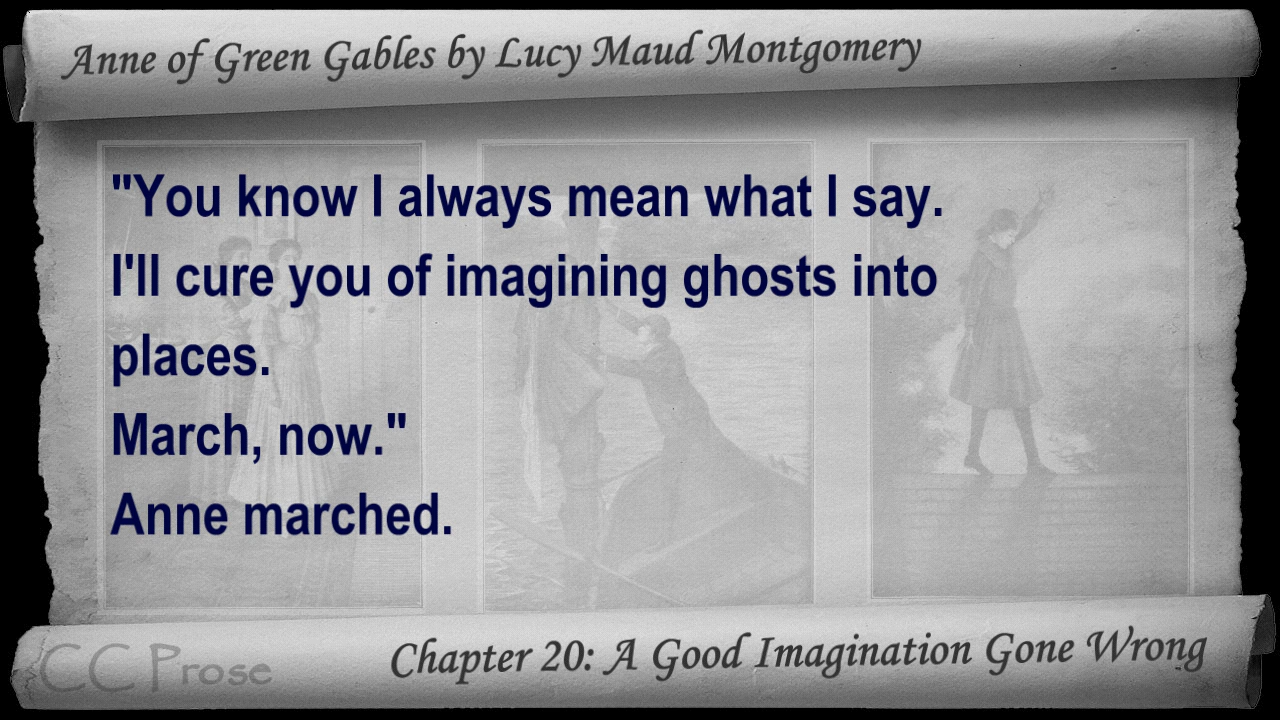 Anne of Green Gables by Lucy Maud Montgomery
"You know I always mean what I say.
I'll cure you of imagining ghosts into
places.
March, now."
Anne marched.
CC Prose
Chapter 20: A Good Imagination Gone Wrong